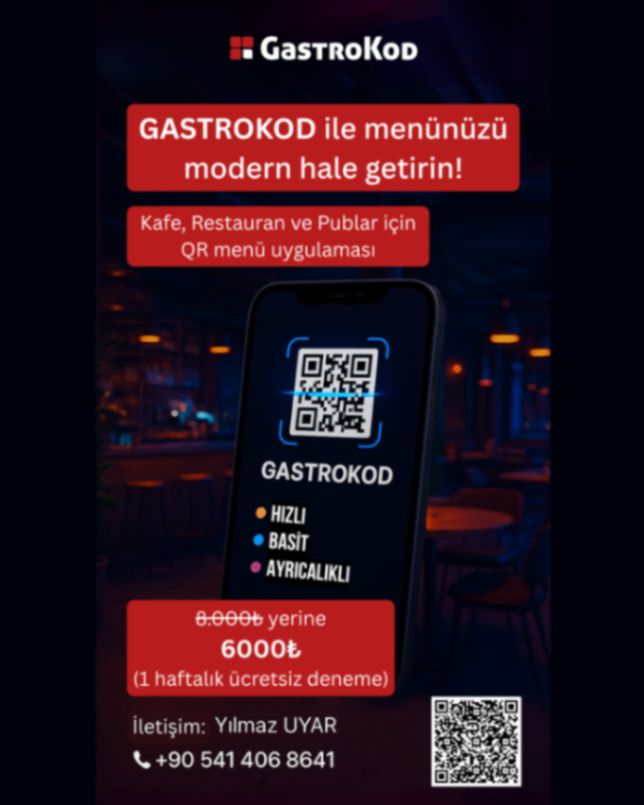 GASTROKOD
GASTROKOD ile menünüzü
modern hale getirin!
Kafe, Restauran ve Publar için
QR menü uygulaması
GASTROKOD
HIZLI
BASİT
AYRICALIKLI
8.000₺ yerine
6000₺
(1 haftalık ücretsiz deneme)
İletişim: Yılmaz UYAR
+90 541 406 8641